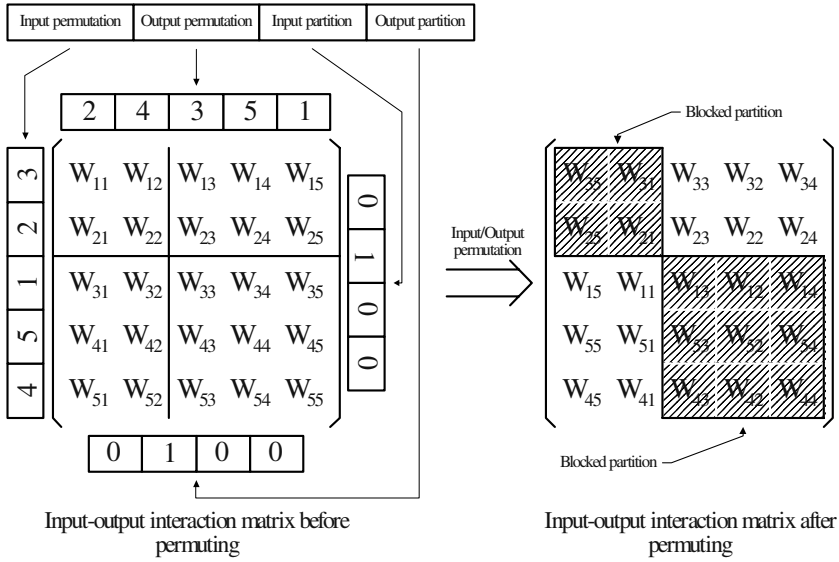 Input permutation Output permutation Input partition Output partition
2 4 3 5 1
3
2
1
5
4
W11 W12 W13 W14 W15
W21 W22 W23 W24 W25
W31 W32 W33 W34 W35
W41 W42 W43 W44 W45
W51 W52 W53 W54 W55
0
1
0
0
0 1 0 0
Input-output interaction matrix before
permuting
Input/Output
permutation
Blocked partition
W35 W31 W33 W32 W34
W25 W21 W23 W22 W24
W15 W11 W13 W12 W14
W55 W51 W53 W52 W54
W45 W41 W43 W42 W44
Blocked partition
Input-output interaction matrix after
permuting